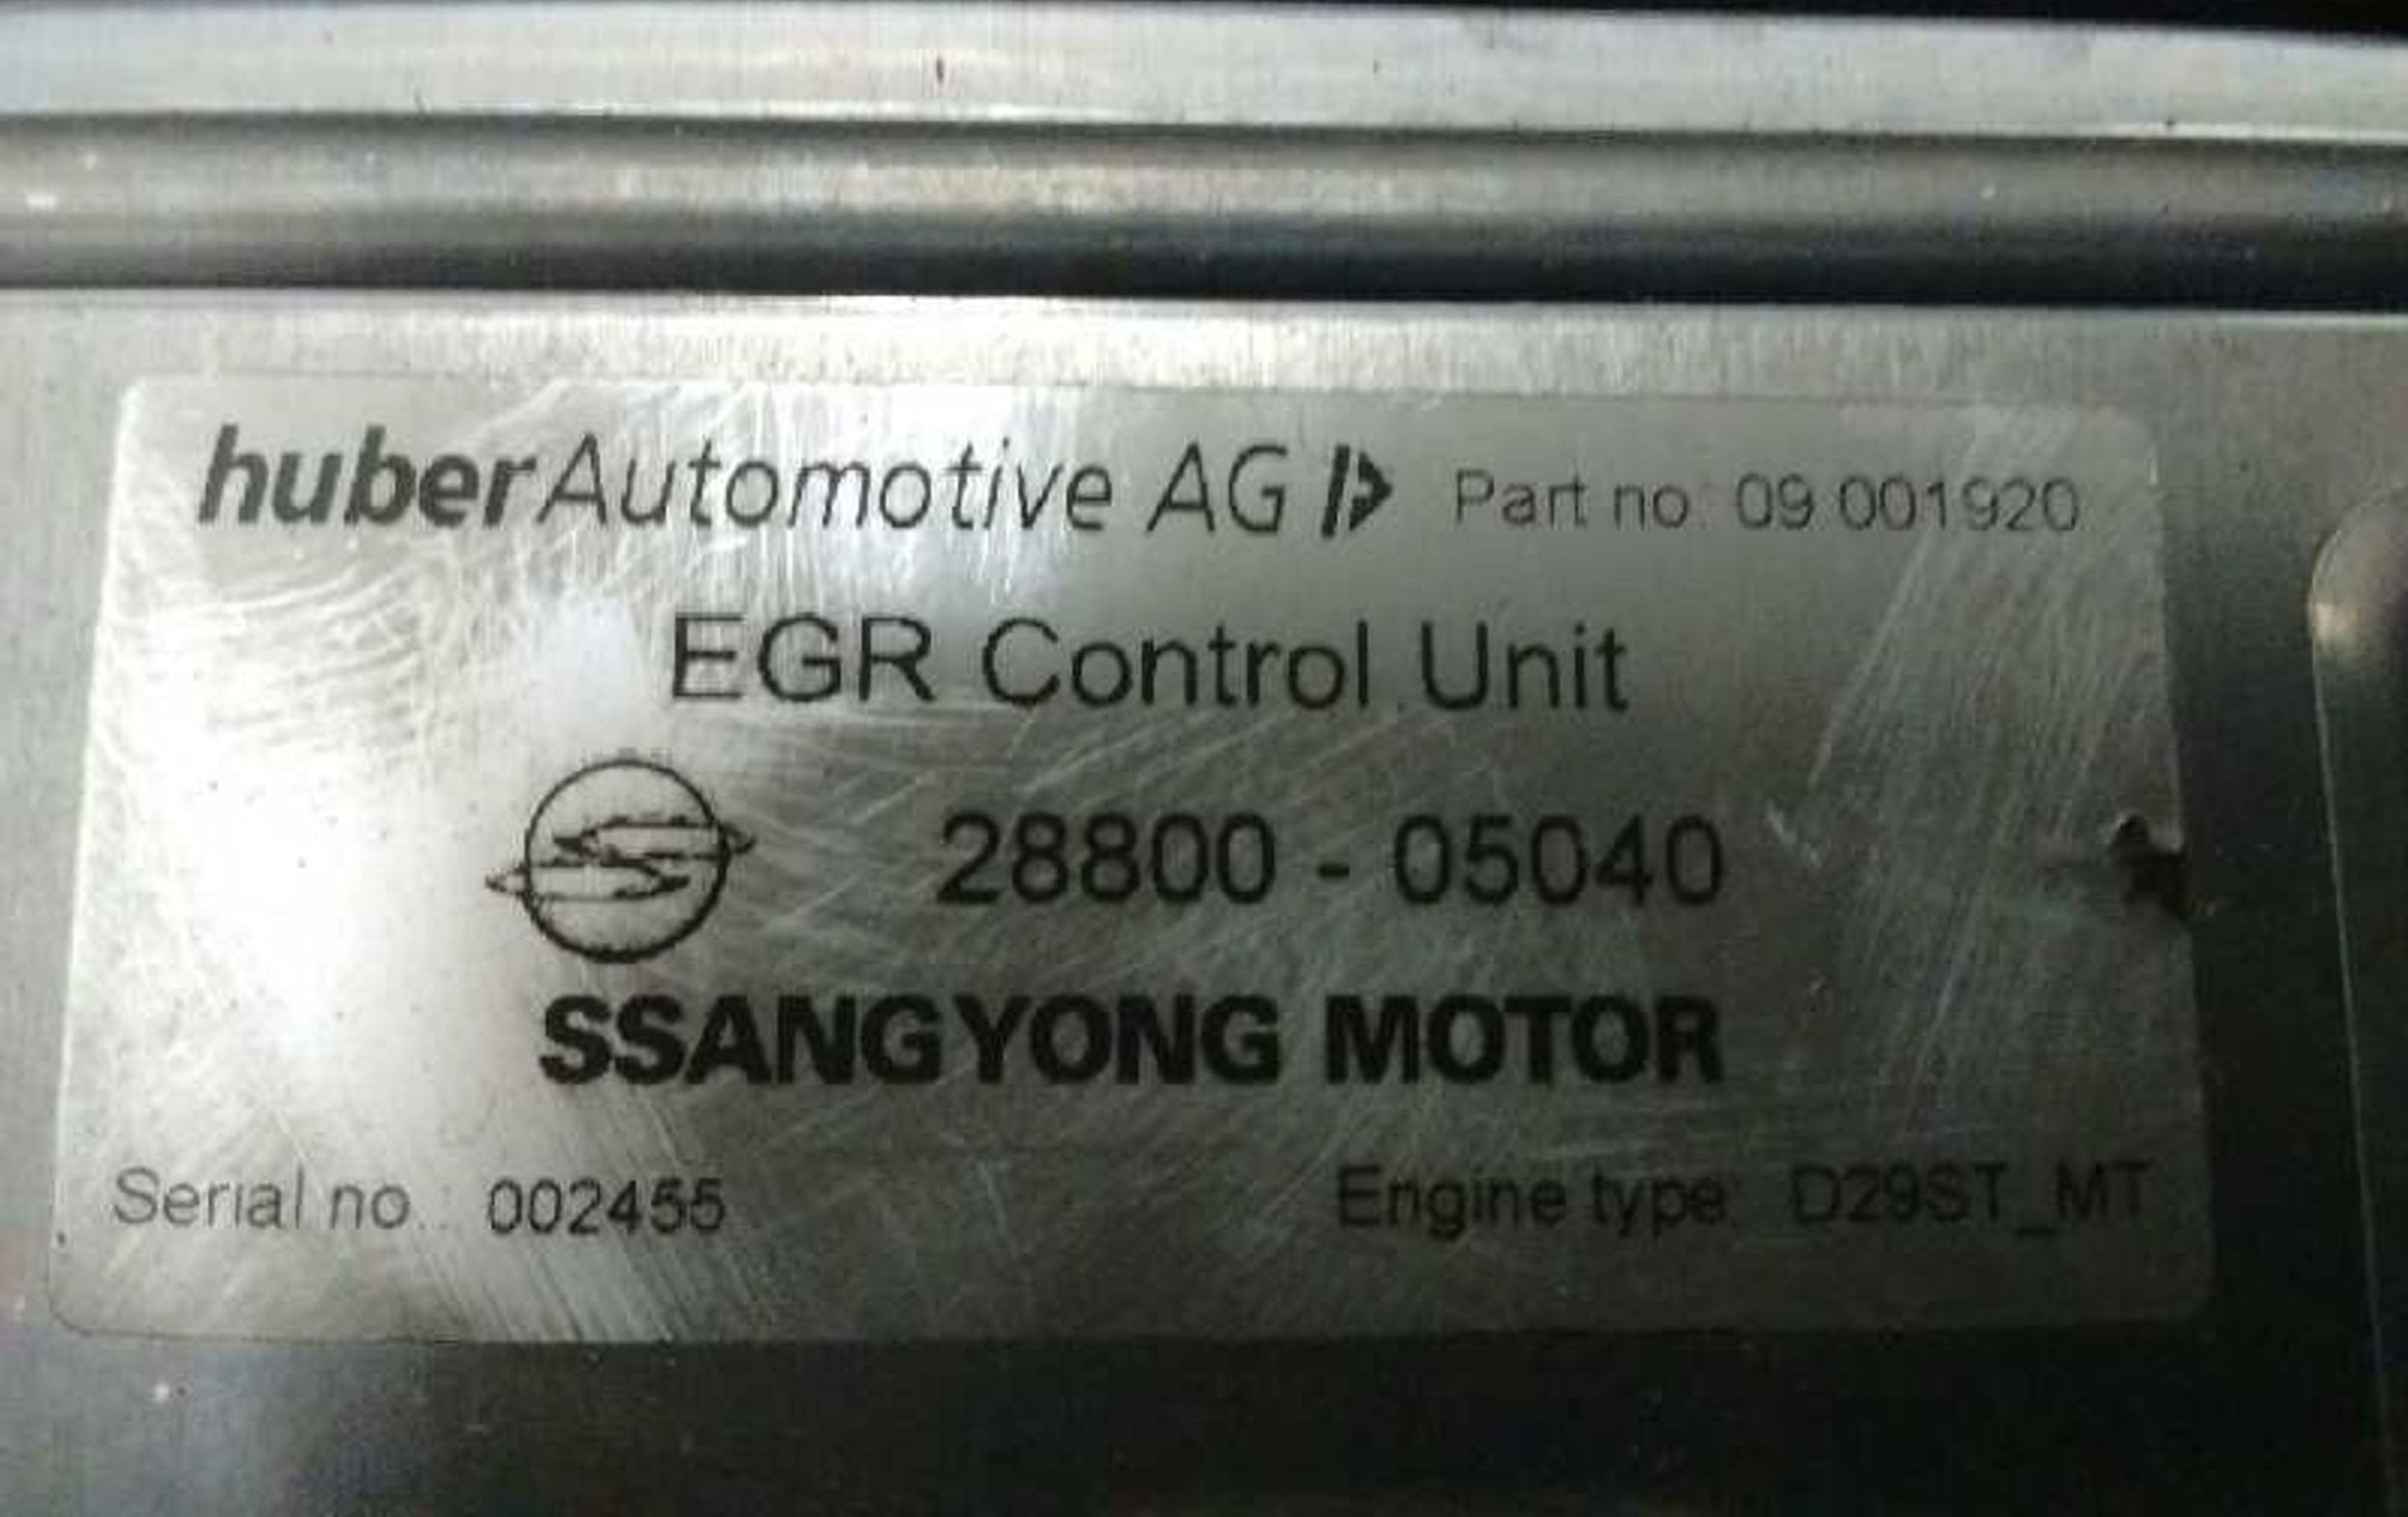 huberAutomotive AG Part no: 09 001920
EGR Control Unit
28800 - 05040
SSANGYONG MOTOR
Serial no.: 002455 Engine type: D29ST_MT